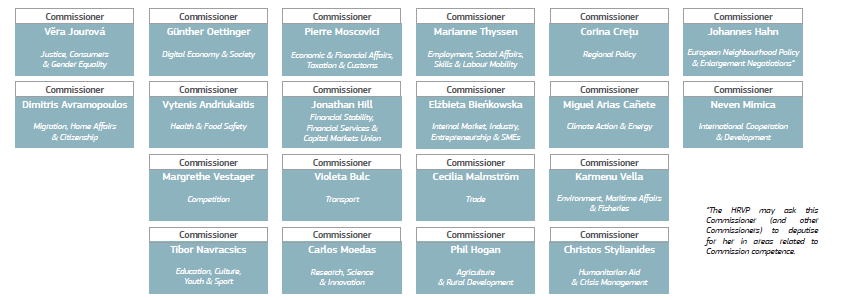 Commissioner
Věra Jourová
Justice, Consumers
& Gender Equality
Commissioner
Günther Oettinger
Digital Economy & Society
Commissioner
Pierre Moscovici
Economic & Financial Affairs,
Taxation & Customs
Commissioner
Marianne Thyssen
Employment, Social Affairs,
Skills & Labour Mobility
Commissioner
Corina Crețu
Regional Policy
Commissioner
Johannes Hahn
European Neighbourhood Policy
& Enlargement Negotiations*
Commissioner
Dimitris Avramopoulos
Migration, Home Affairs
& Citizenship
Commissioner
Vytenis Andriukaitis
Health & Food Safety
Commissioner
Jonathan Hill
Financial Stability,
Financial Services &
Capital Markets Union
Commissioner
Elżbieta Bieńkowska
Internal Market, Industry,
Entrepreneurship & SMEs
Commissioner
Miguel Arias Cañete
Climate Action & Energy
Commissioner
Neven Mimica
International Cooperation
& Development
Commissioner
Margrethe Vestager
Competition
Commissioner
Violeta Bulc
Transport
Commissioner
Cecilia Malmström
Trade
Commissioner
Karmenu Vella
Environment, Maritime Affairs
& Fisheries
Commissioner
Tibor Navracsics
Education, Culture,
Youth & Sport
Commissioner
Carlos Moedas
Research, Science
& Innovation
Commissioner
Phil Hogan
Agriculture
& Rural Development
Commissioner
Christos Stylianides
Humanitarian Aid
& Crisis Management
*The HRVP may ask this
Commissioner (and other
Commissioners) to deputise
for her in areas related to
Commission competence.